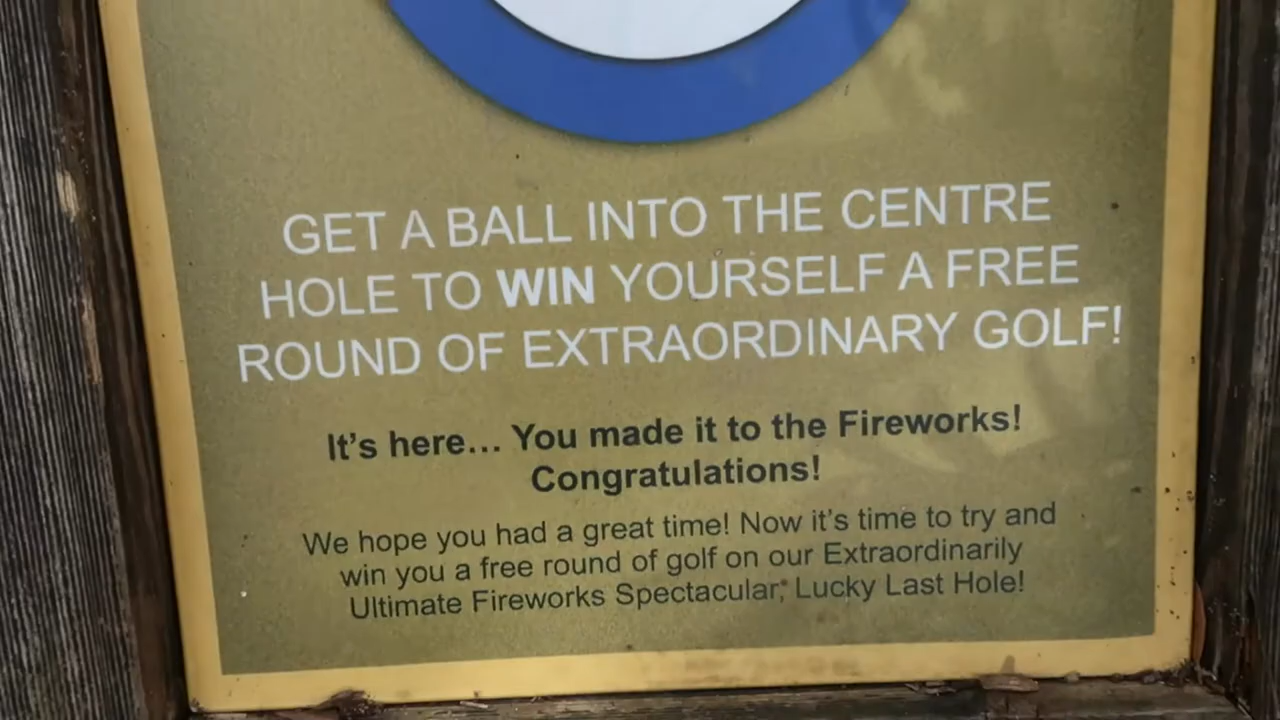 GET A BALL INTO THE CENTRE
HOLE TO WIN YOURSELF A FREE
ROUND OF EXTRAORDINARY GOLF!
It's here... You made it to the Fireworks!
Congratulations!
We hope you had a great time! Now it's time to try and
win you a free round of golf on our Extraordinarily
Ultimate Fireworks Spectacular, Lucky Last Hole!